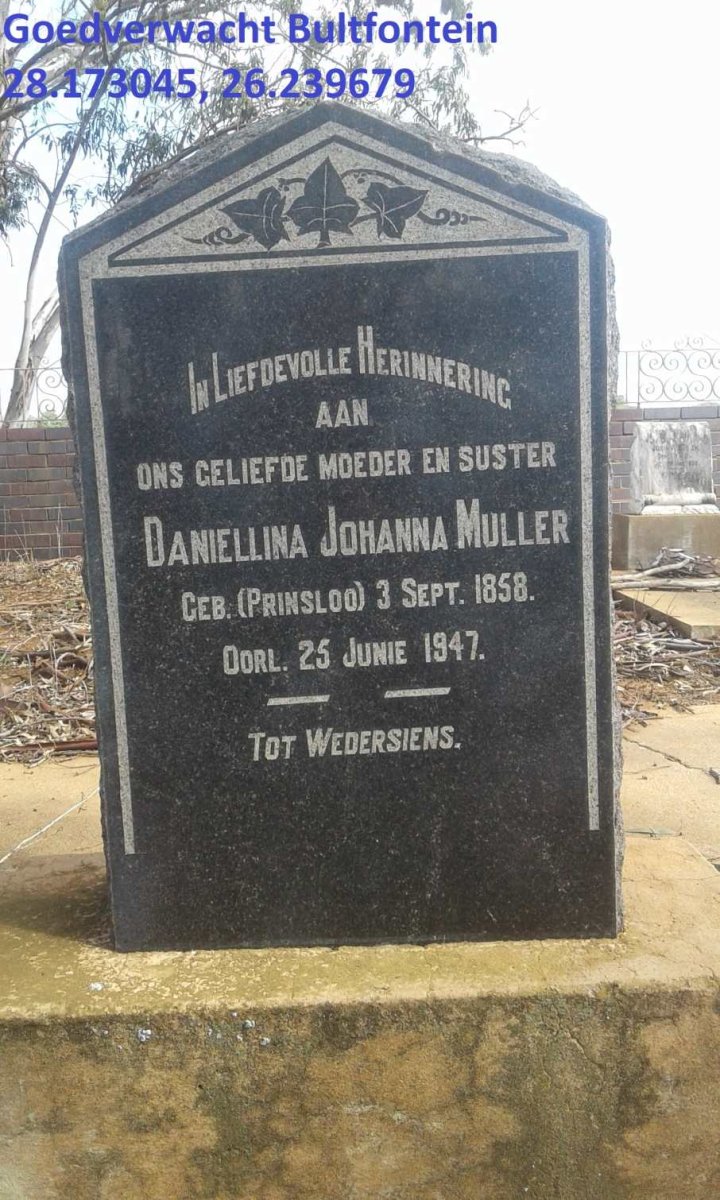 Goedverwacht Bultfontein
28.173045, 26.239679
IN LIEFDEVOLLE HERINNERING
AAN
ONS GELIEFDE MOEDER EN SUSTER
DANIELLINA JOHANNA MULLER
GEB. (PRINSLOO) 3 SEPT. 1858.
OORL. 25 JUNIE 1947.
TOT WEDERSIENS.